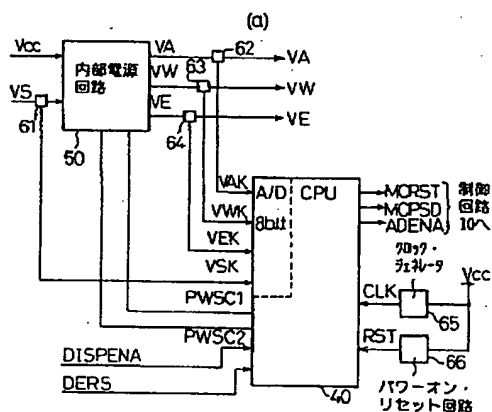 (a)
Vcc
VS
61
内部電源
回路
50
VA
VW
VE
62
63
64
VA
VW
VE
VAK
VWK
VEK
VSK
PWSC1
PWSC2
DISPENA
DERS
A/D
8bit
CPU
40
MCRST
MCPSD
ADENA
制御
回路
10へ
クロック・
ジェネレータ
Vcc
CLK
65
RST
66
パワーオン・
リセット回路